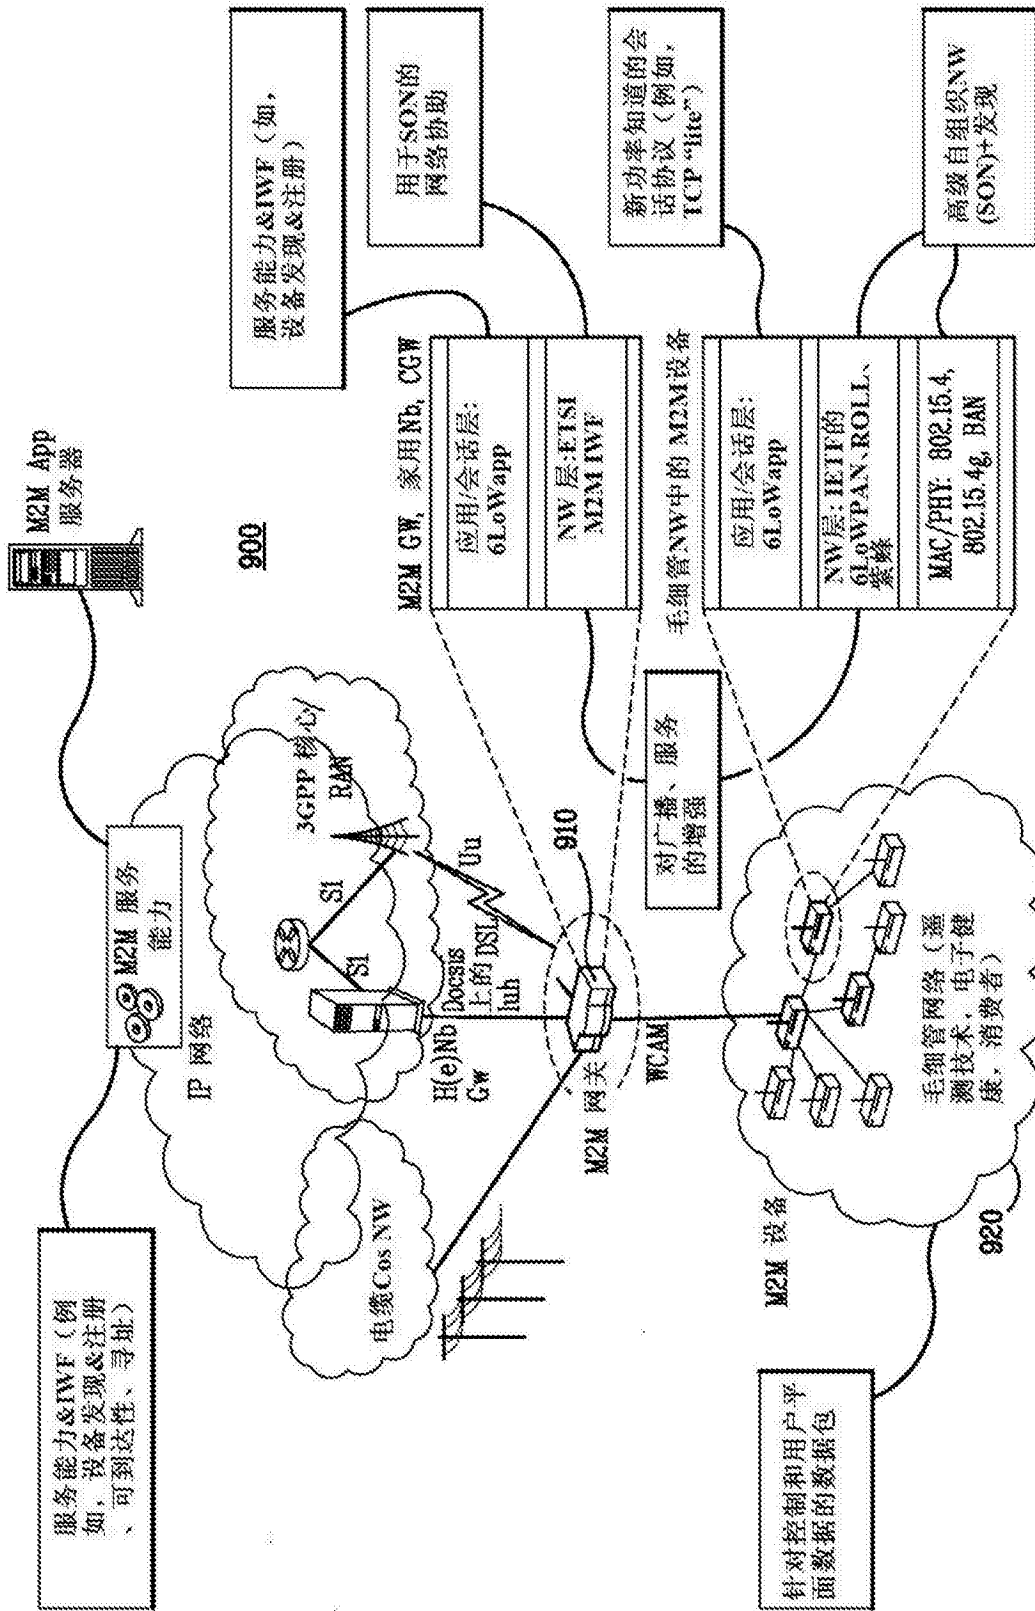 服务能力&IWF（例
如，设备发现&注册
、可到达性、寻址）
M2M 服务
能力
IP 网络
M2M App
服务器
900
3GPP 核心/
RAN
S1
S1
Uu
H(e)Nb
Gw
Docsus
上的DSL
luh
电缆Cos NW
M2M 网关
910
WCAM
M2M 设备
920
毛细管网络（遥
测技术，电子健
康，消费者）
针对控制和用户平
面数据的数据包
对广播、服务
的增强
M2M GW，家用Nb, CGW
应用/会话层:
6LoWapp
NW 层:ETSI
M2M IWF
毛细管NW中的 M2M设备
应用/会话层:
6LoWapp
NW层: IETF的
6LoWPAN、ROLL、
紫蜂
MAC/PHY: 802.15.4,
802.15.4g, BAN
服务能力&IWF（如，
设备发现&注册）
用于SON的
网络协助
新功率知道的会
话协议（例如，
TCP “lite”）
高级自组织NW
(SON)+发现